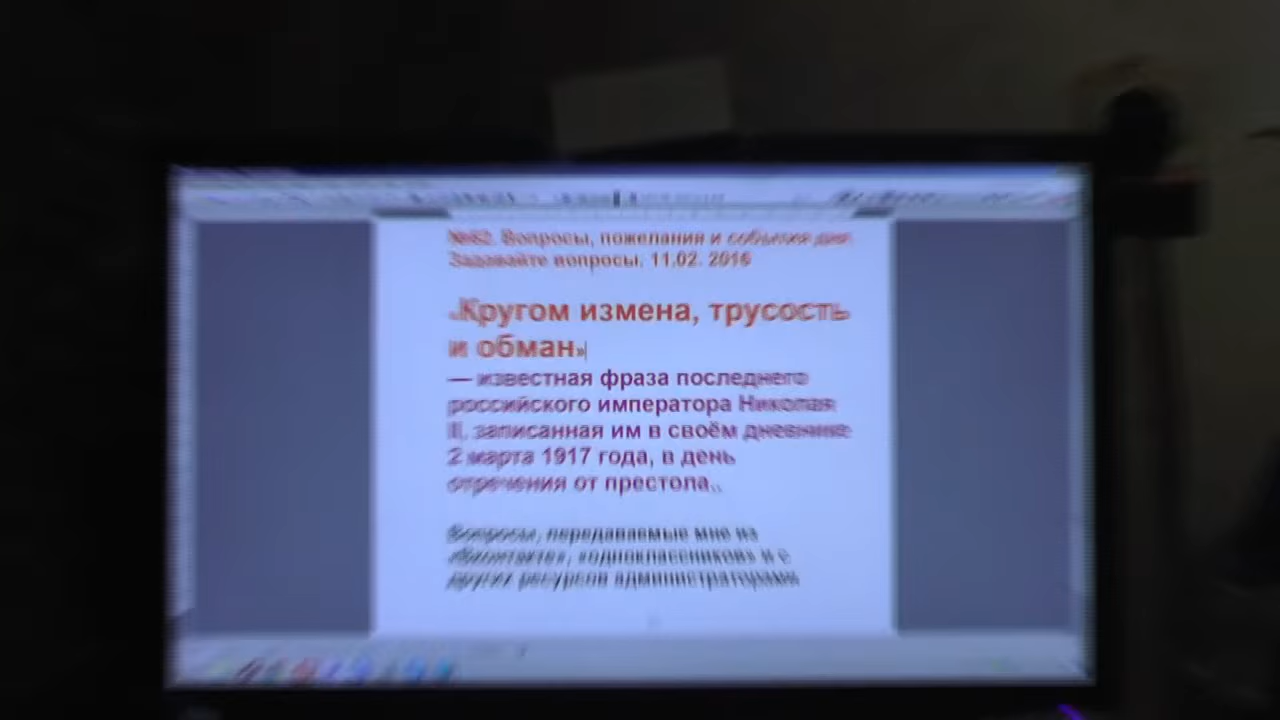 №62. Вопросы, пожелания и события дня.
Задавайте вопросы. 11.02. 2016
«Кругом измена, трусость
и обман»
— известная фраза последнего
российского императора Николая
II, записанная им в своём дневнике
2 марта 1917 года, в день
отречения от престола..
Вопросы, передаваемые мне из
«Вконтакте», «одноклассников» и с
других ресурсов администраторами